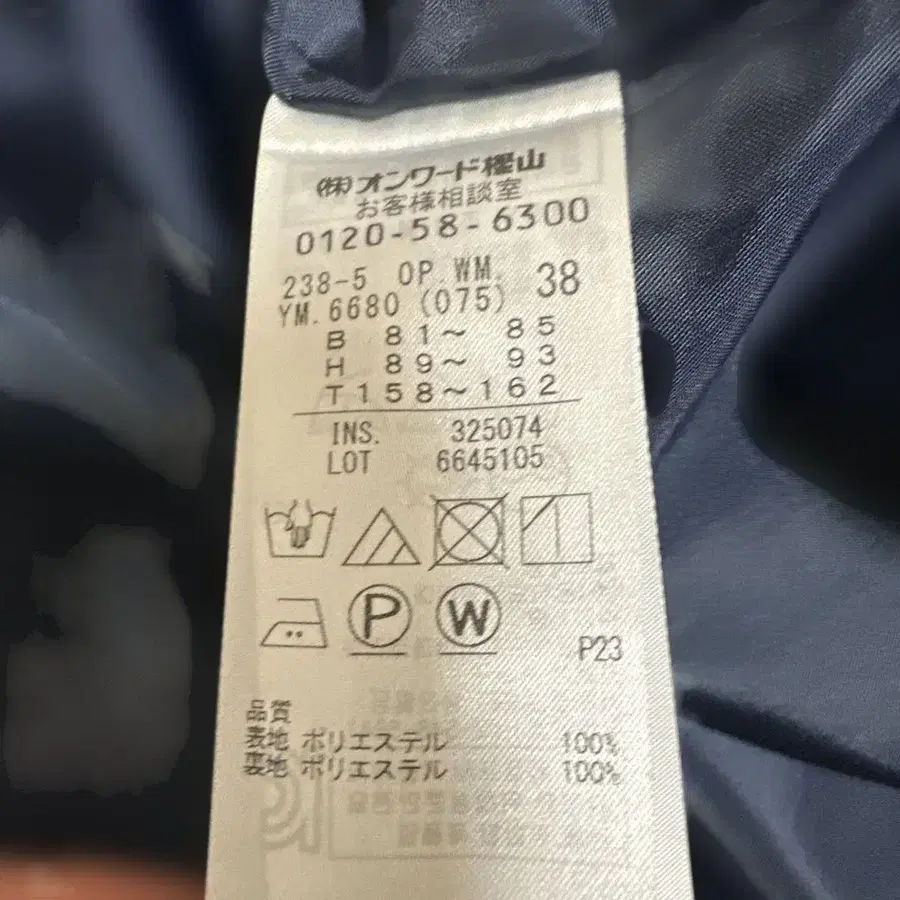 ㈱オンワード樫山
お客様相談室
0120-58-6300
238-5 OP.WM. 38
YM.6680 (075)
B 81～ 85
H 89～ 93
T158～162
INS. 325074
LOT 6645105
P W
P23
品質
表地 ポリエステル 100%
裏地 ポリエステル 100%